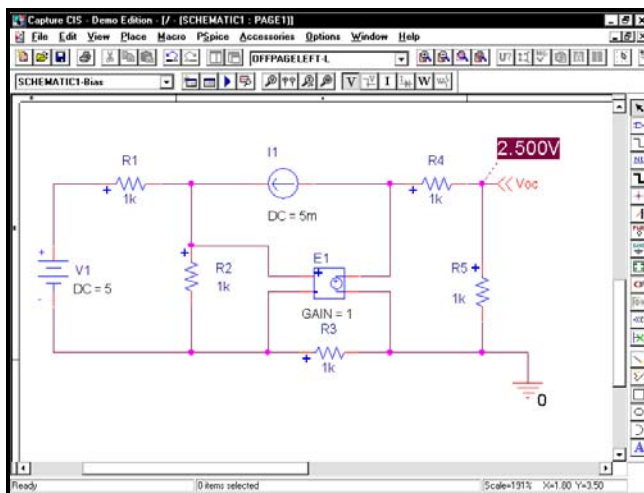 Capture CIS - Demo Edition - [/ - (SCHEMATIC1 : PAGE1)]
File Edit View Place Macro PSpice Accessories Options Window Help
OFFPAGELEFT-L
U?
SCHEMATIC1-Bias
V I W
2.500V
R1
1k
I1
DC = 5m
R4
1k
Voc
V1
DC = 5
R2
1k
E1
GAIN = 1
R5
1k
R3
1k
0
A
Ready
0 items selected
Scale=191% X=1.80 Y=3.50